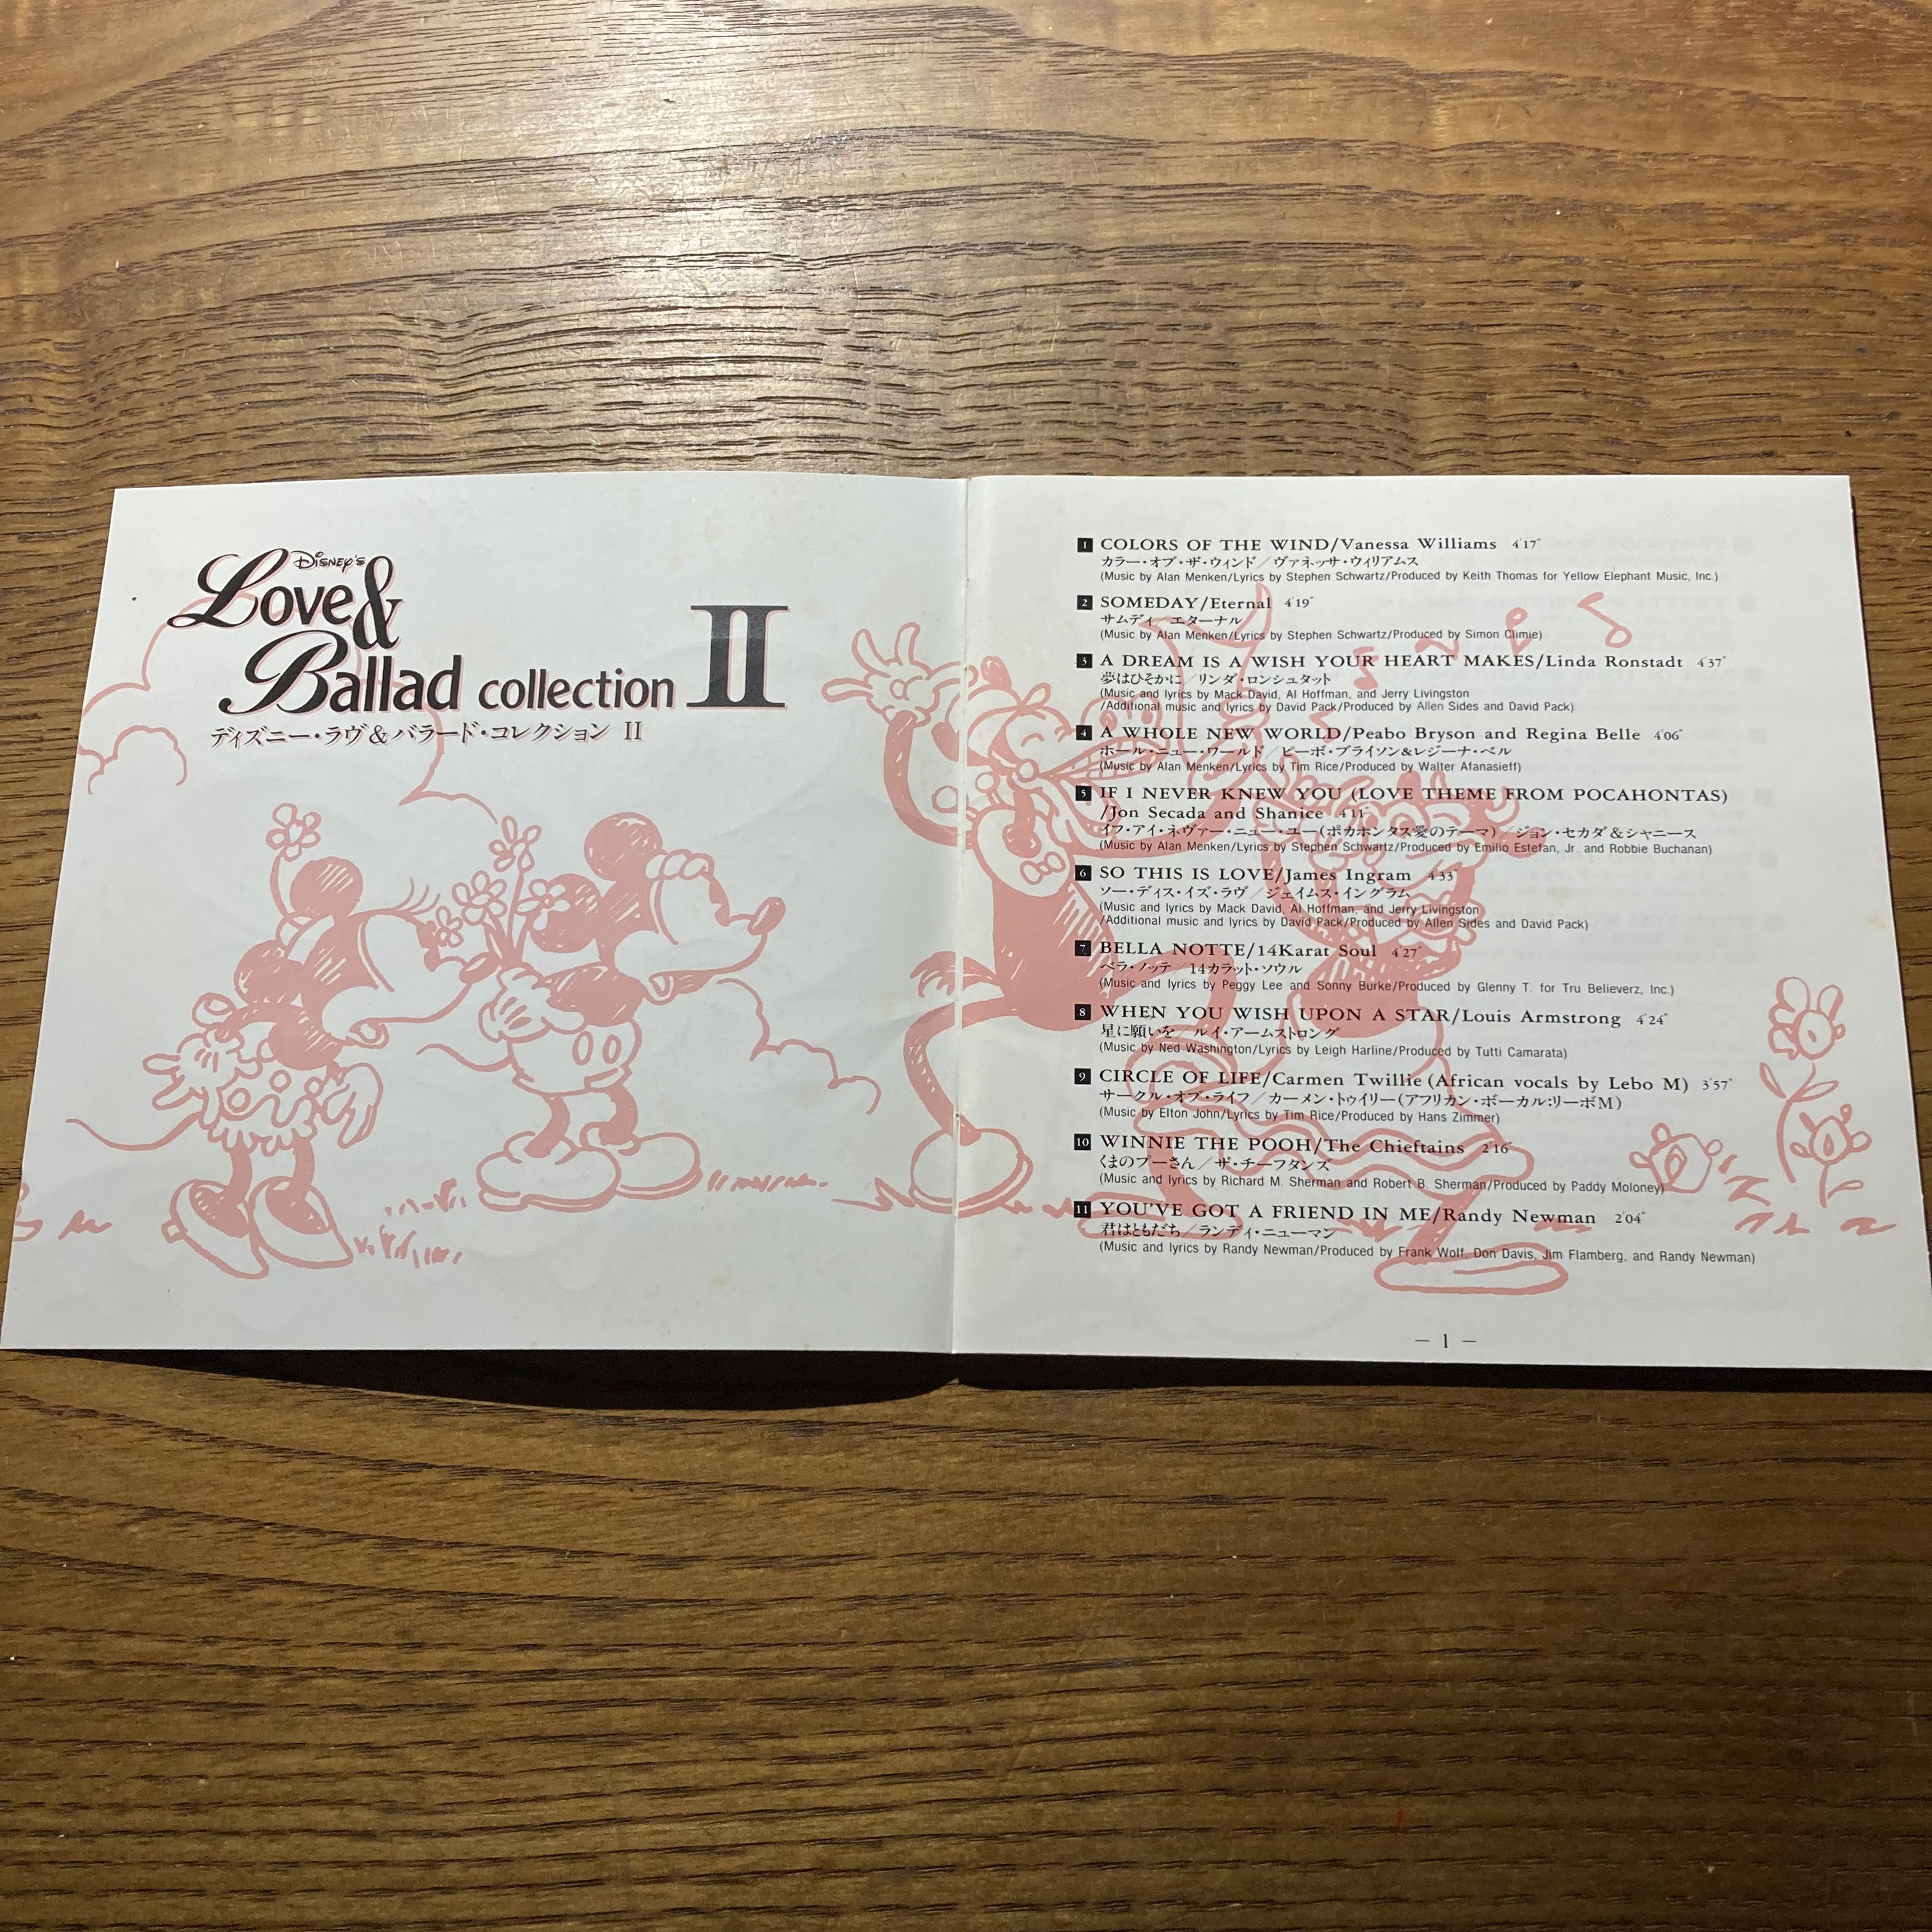 Disney's
Love &
Ballad collection II
ディズニー・ラヴ&バラード・コレクション II
1 COLORS OF THE WIND/Vanessa Williams 4'17"
カラー・オブ・ザ・ウィンド／ヴァネッサ・ウィリアムス
(Music by Alan Menken/Lyrics by Stephen Schwartz/Produced by Keith Thomas for Yellow Elephant Music, Inc.)
2 SOMEDAY/Eternal 4'19"
サムデイ／エターナル
(Music by Alan Menken/Lyrics by Stephen Schwartz/Produced by Simon Climie)
3 A DREAM IS A WISH YOUR HEART MAKES/Linda Ronstadt 4'37"
夢はひそかに／リンダ・ロンシュタット
(Music and lyrics by Mack David, Al Hoffman, and Jerry Livingston
/Additional music and lyrics by David Pack/Produced by Allen Sides and David Pack)
4 A WHOLE NEW WORLD/Peabo Bryson and Regina Belle 4'06"
ホール・ニュー・ワールド／ピーボ・ブライソン&レジーナ・ベル
(Music by Alan Menken/Lyrics by Tim Rice/Produced by Walter Afanasieff)
5 IF I NEVER KNEW YOU (LOVE THEME FROM POCAHONTAS)
/Jon Secada and Shanice 4'11"
イフ・アイ・ネヴァー・ニュー・ユー(ポカホンタス愛のテーマ)／ジョン・セカダ&シャニース
(Music by Alan Menken/Lyrics by Stephen Schwartz/Produced by Emilio Estefan, Jr. and Robbie Buchanan)
6 SO THIS IS LOVE/James Ingram 4'33"
ソー・ディス・イズ・ラヴ／ジェイムス・イングラム
(Music and lyrics by Mack David, Al Hoffman, and Jerry Livingston
/Additional music and lyrics by David Pack/Produced by Allen Sides and David Pack)
7 BELLA NOTTE/14Karat Soul 4'27"
ベラ・ノッテ／14カラット・ソウル
(Music and lyrics by Peggy Lee and Sonny Burke/Produced by Glenny T. for Tru Believerz, Inc.)
8 WHEN YOU WISH UPON A STAR/Louis Armstrong 4'24"
星に願いを／ルイ・アームストロング
(Music by Ned Washington/Lyrics by Leigh Harline/Produced by Tutti Camarata)
9 CIRCLE OF LIFE/Carmen Twillie (African vocals by Lebo M) 3'57"
サークル・オブ・ライフ／カーメン・トゥイリー(アフリカン・ボーカル:リーボM)
(Music by Elton John/Lyrics by Tim Rice/Produced by Hans Zimmer)
10 WINNIE THE POOH/The Chieftains 2'16"
くまのプーさん／ザ・チーフタンズ
(Music and lyrics by Richard M. Sherman and Robert B. Sherman/Produced by Paddy Moloney)
11 YOU'VE GOT A FRIEND IN ME/Randy Newman 2'04"
君はともだち／ランディ・ニューマン
(Music and lyrics by Randy Newman/Produced by Frank Wolf, Don Davis, Jim Flamberg, and Randy Newman)
— 1 —